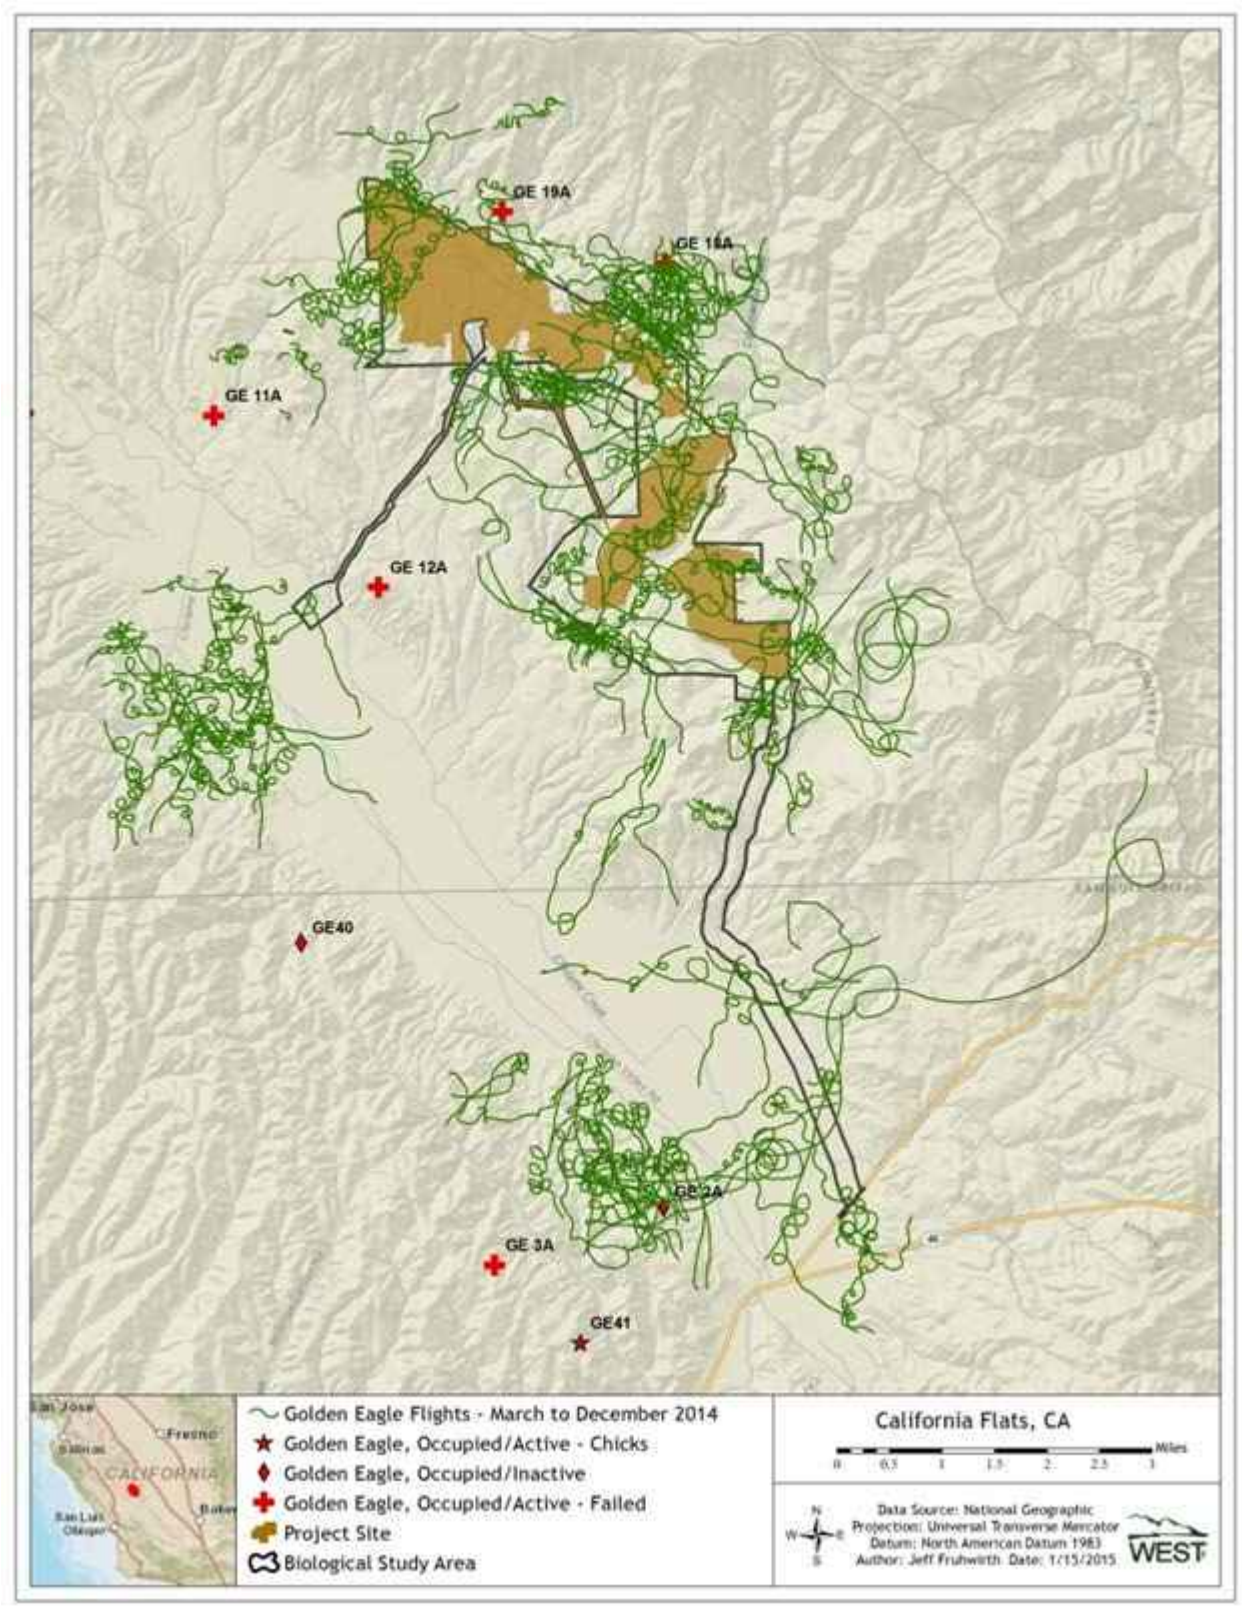 GE 19A
GE 18A
GE 11A
GE 12A
GE40
GE 2A
GE 3A
46
GE41
San Jose
Salinas
Fresno
CALIFORNIA
San Luis
Obispo
Golden Eagle Flights - March to December 2014
Golden Eagle, Occupied/Active - Chicks
Golden Eagle, Occupied/Inactive
Golden Eagle, Occupied/Active - Failed
Project Site
Biological Study Area
California Flats, CA
Miles
0 0.5 1 1.5 2 2.5 3
N
W E
S
Data Source: National Geographic
Projection: Universal Transverse Mercator
Datum: North American Datum 1983
Author: Jeff Fruhwirth Date: 1/15/2015
WEST